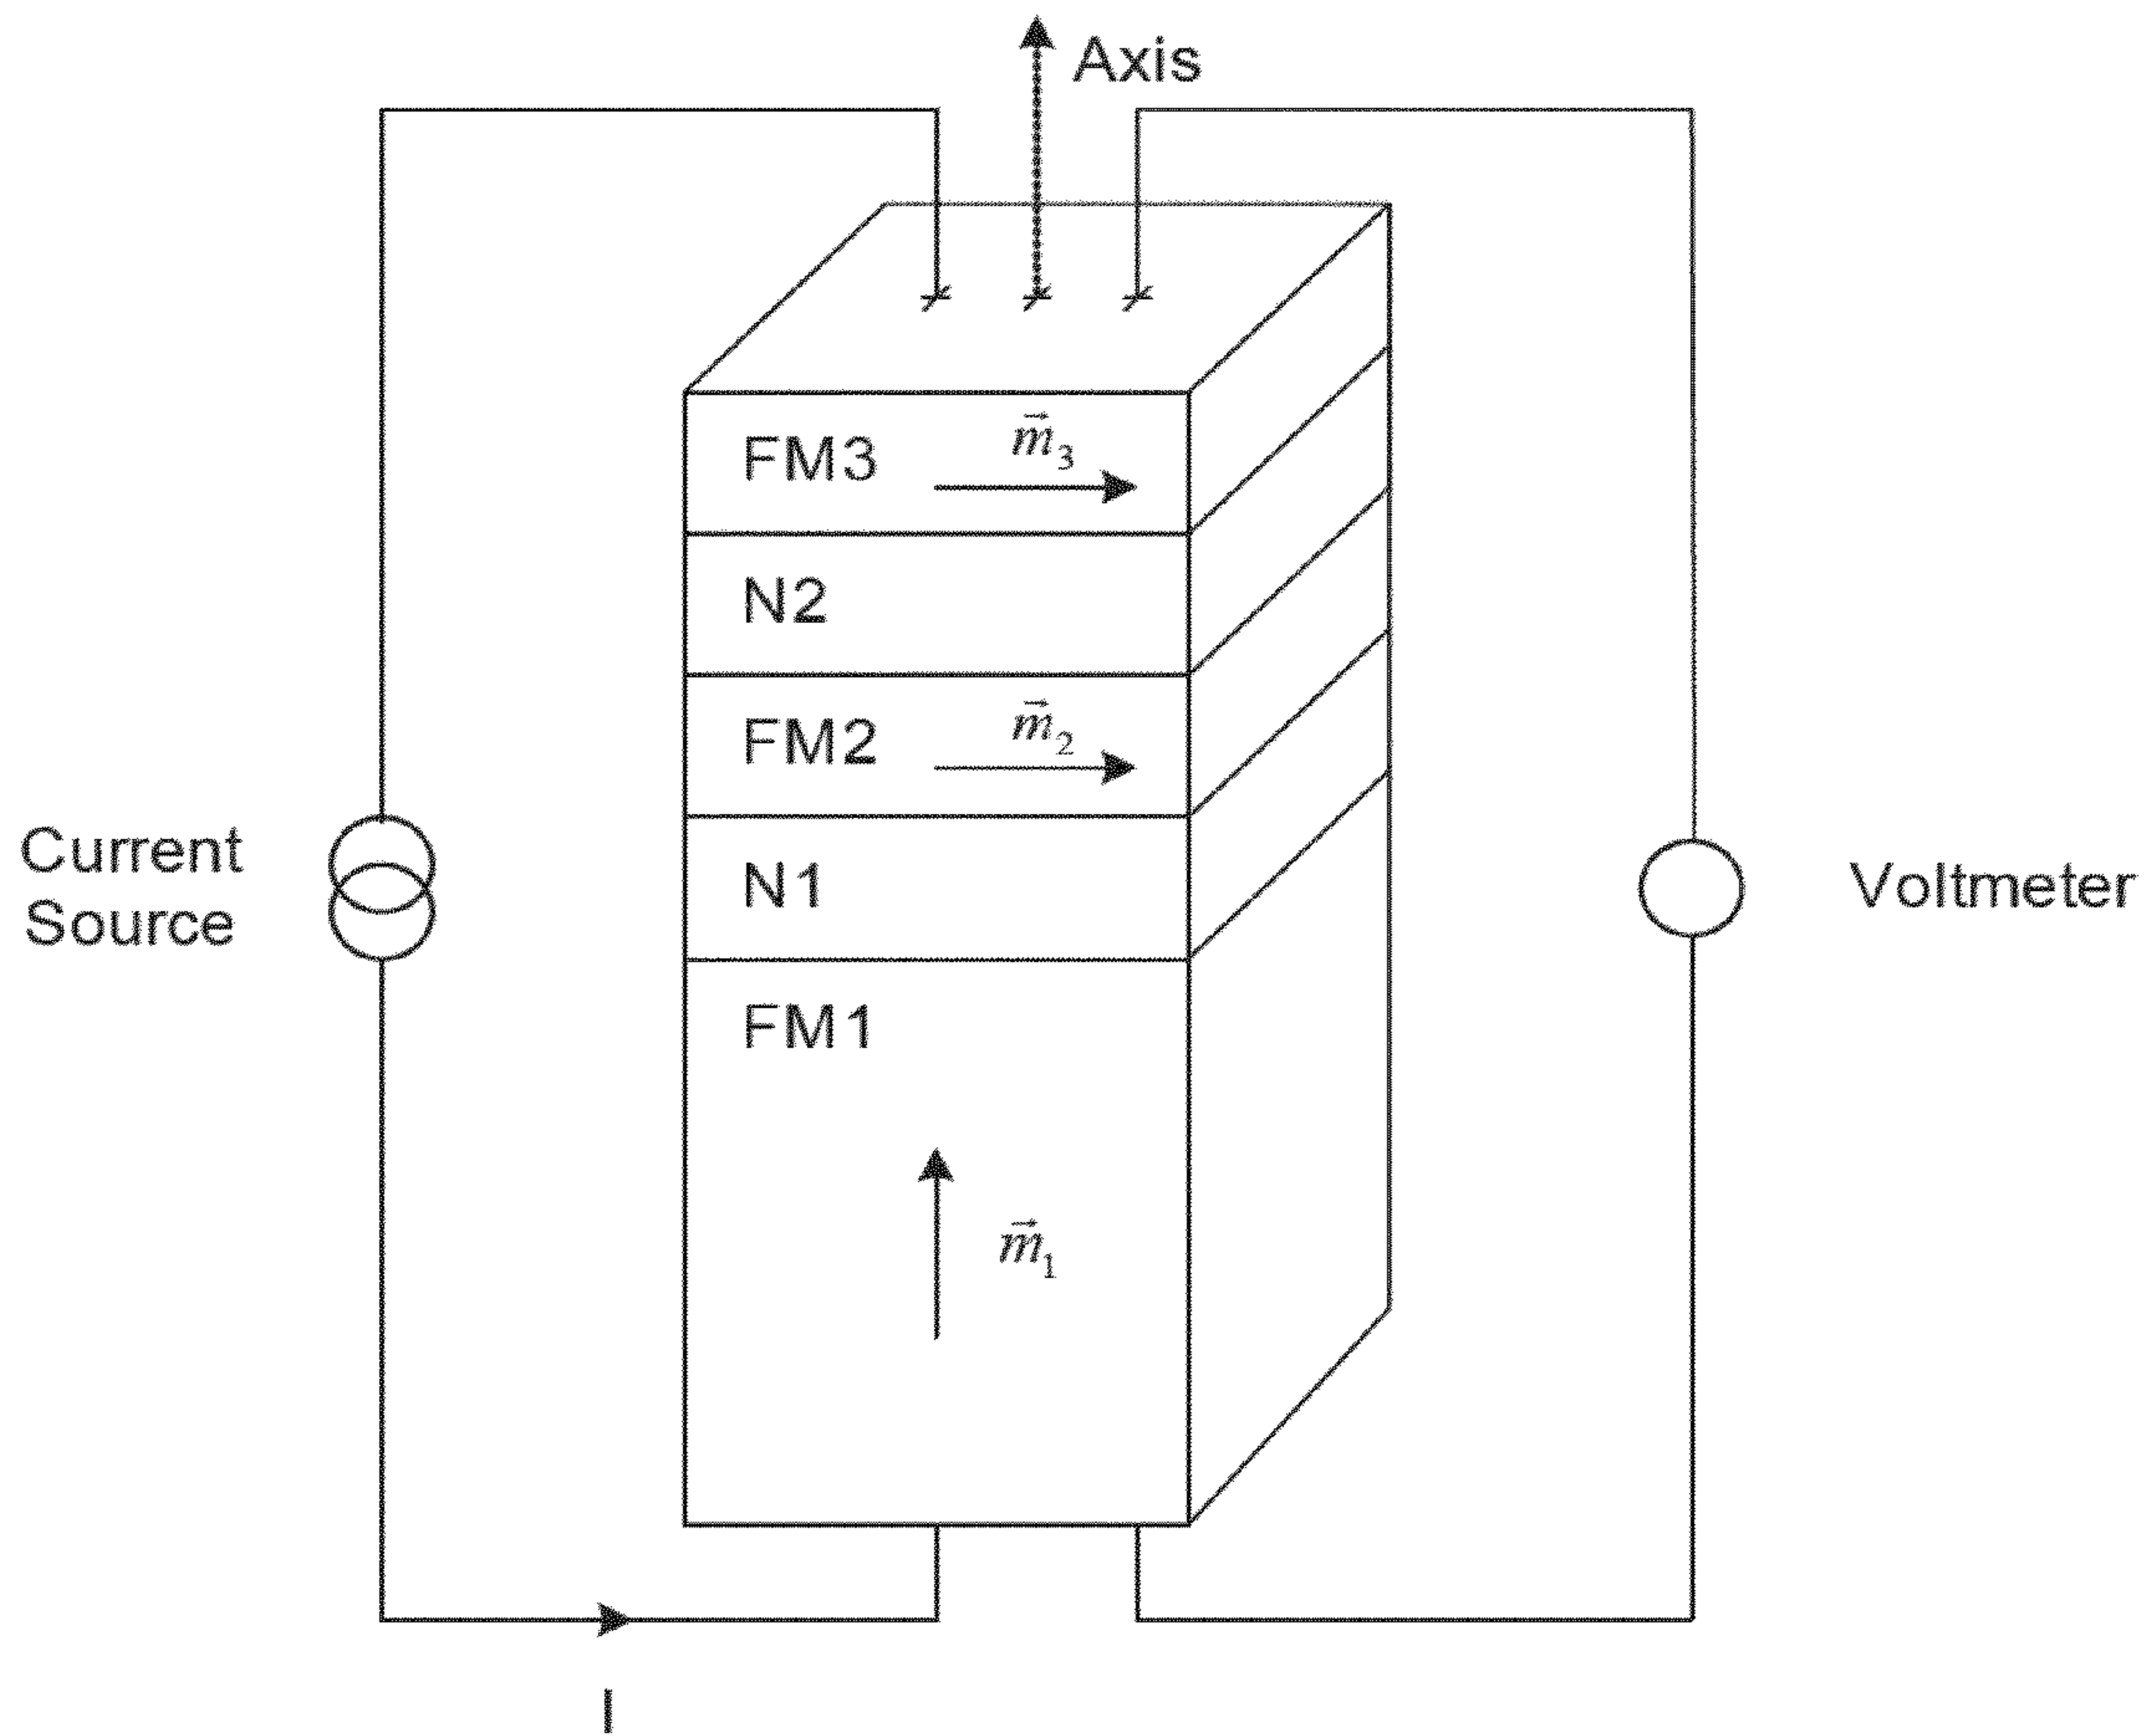 Axis
FM3
m⃗₃
N2
FM2
m⃗₂
N1
Current
Source
Voltmeter
FM1
m⃗₁
I